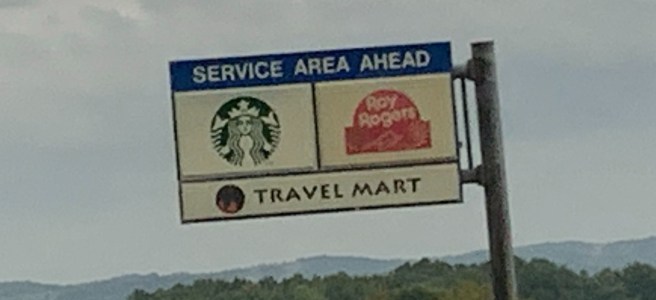 SERVICE AREA AHEAD
Roy
Rogers
TRAVEL MART